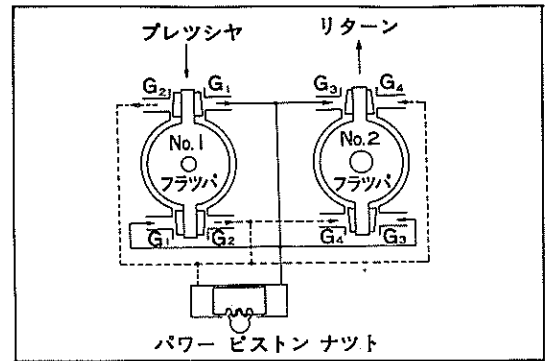 プレツシヤ リターン
G₂ G₁ G₃ G₄
No.1 No.2
フラツパ フラツパ
G₁ G₂ G₄ G₃
パワー ピストン ナツト